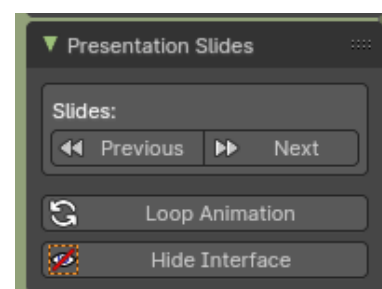 Presentation Slides
Slides:
Previous Next
Loop Animation
Hide Interface